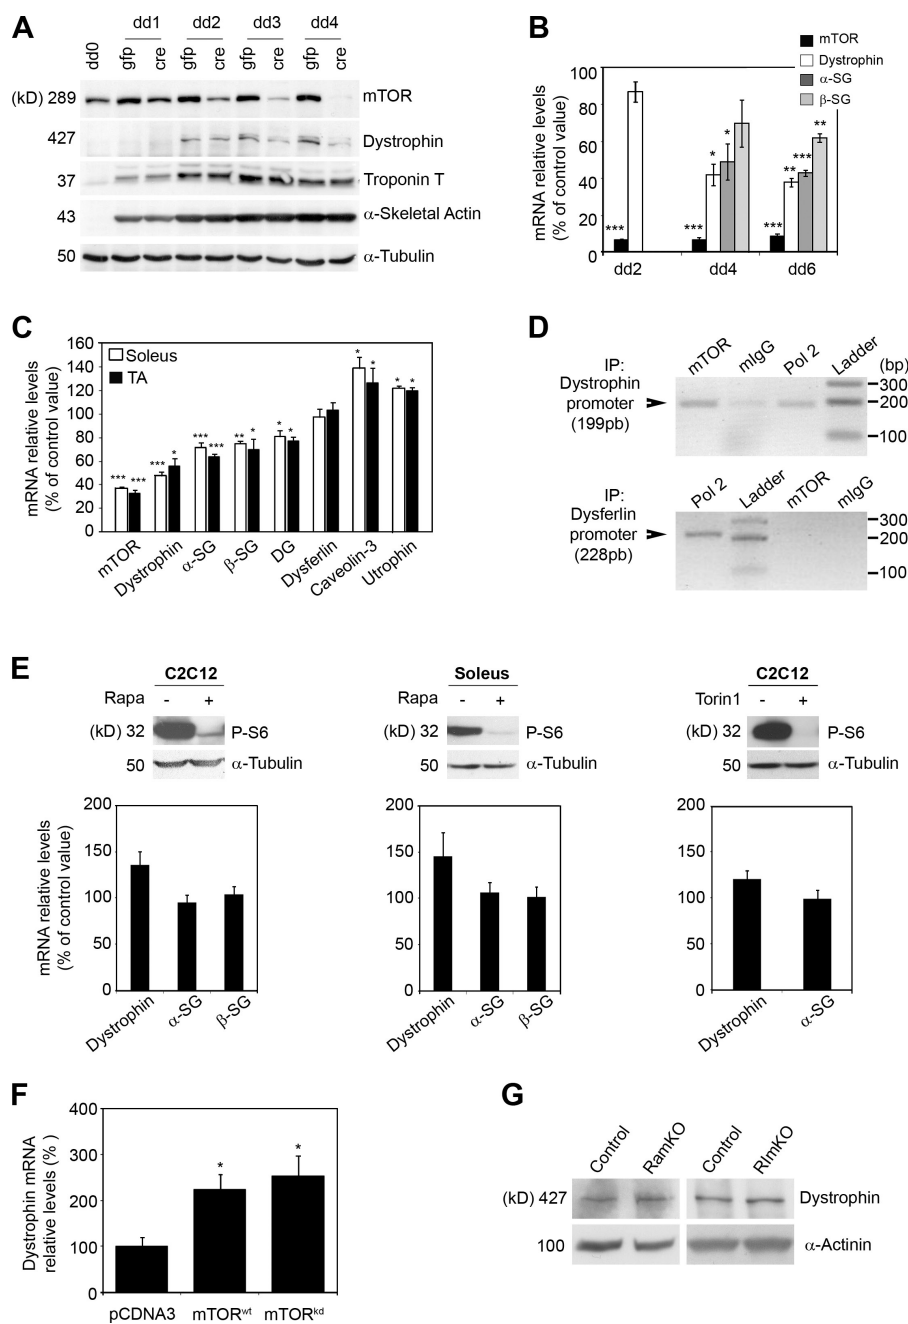 A
dd1 dd2 dd3 dd4
dd0 gfp cre gfp cre gfp cre gfp cre
(kD) 289 mTOR
427 Dystrophin
37 Troponin T
43 α-Skeletal Actin
50 α-Tubulin
B
mTOR
Dystrophin
α-SG
β-SG
mRNA relative levels
(% of control value)
100
80
60
40
20
0
*** * * *** ** *** **
***
dd2 dd4 dd6
C
mRNA relative levels
(% of control value)
160
140
120
100
80
60
40
20
0
Soleus
TA
*** *** *** * *** *** ** * * * * * * *
mTOR Dystrophin α-SG β-SG DG Dysferlin Caveolin-3 Utrophin
D
mTOR mIgG Pol 2 Ladder (bp)
IP:
Dystrophin
promoter
(199pb)
300
200
100
Pol 2 Ladder mTOR mIgG
IP:
Dysferlin
promoter
(228pb)
300
200
100
E
C2C12
Rapa - +
(kD) 32 P-S6
50 α-Tubulin
mRNA relative levels
(% of control value)
200
150
100
50
0
Dystrophin α-SG β-SG
Soleus
Rapa - +
(kD) 32 P-S6
50 α-Tubulin
200
150
100
50
0
Dystrophin α-SG β-SG
C2C12
Torin1 - +
(kD) 32 P-S6
50 α-Tubulin
200
150
100
50
0
Dystrophin α-SG
F
Dystrophin mRNA
relative levels (% )
400
300
200
100
0
* *
pCDNA3 mTORwt mTORkd
G
Control RamKO Control RImKO
(kD) 427 Dystrophin
100 α-Actinin